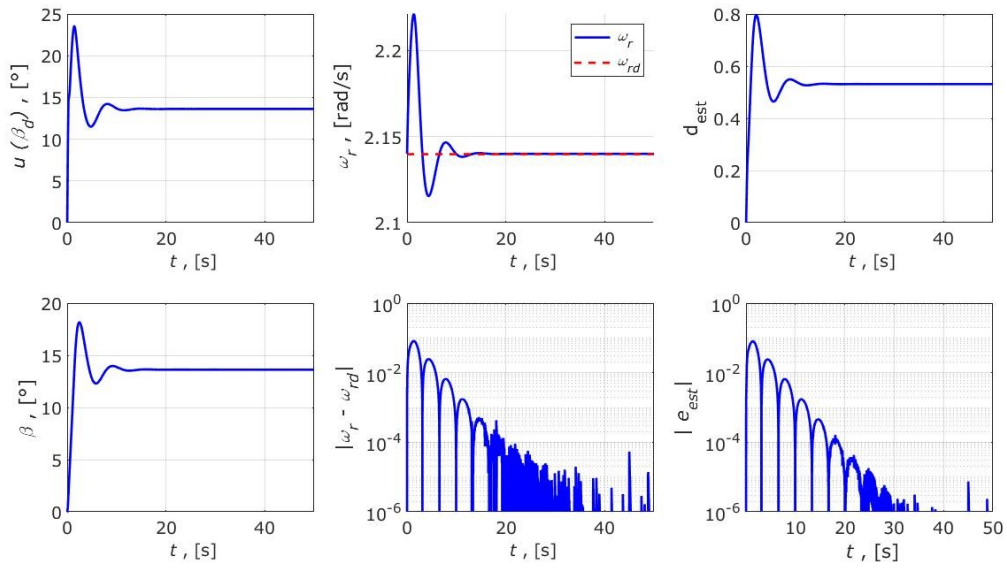 25
20
15
10
5
0
0 20 40
u (β_d) , [°]
t , [s]
2.2
2.15
2.1
0 20 40
ω_r , [rad/s]
t , [s]
ω_r
ω_rd
0.8
0.6
0.4
0.2
0
0 20 40
d_est
t , [s]
20
15
10
5
0
0 20 40
β , [°]
t , [s]
10^0
10^-2
10^-4
10^-6
0 20 40
|ω_r - ω_rd|
t , [s]
10^0
10^-2
10^-4
10^-6
10 20 30 40 50
| e_est|
t , [s]